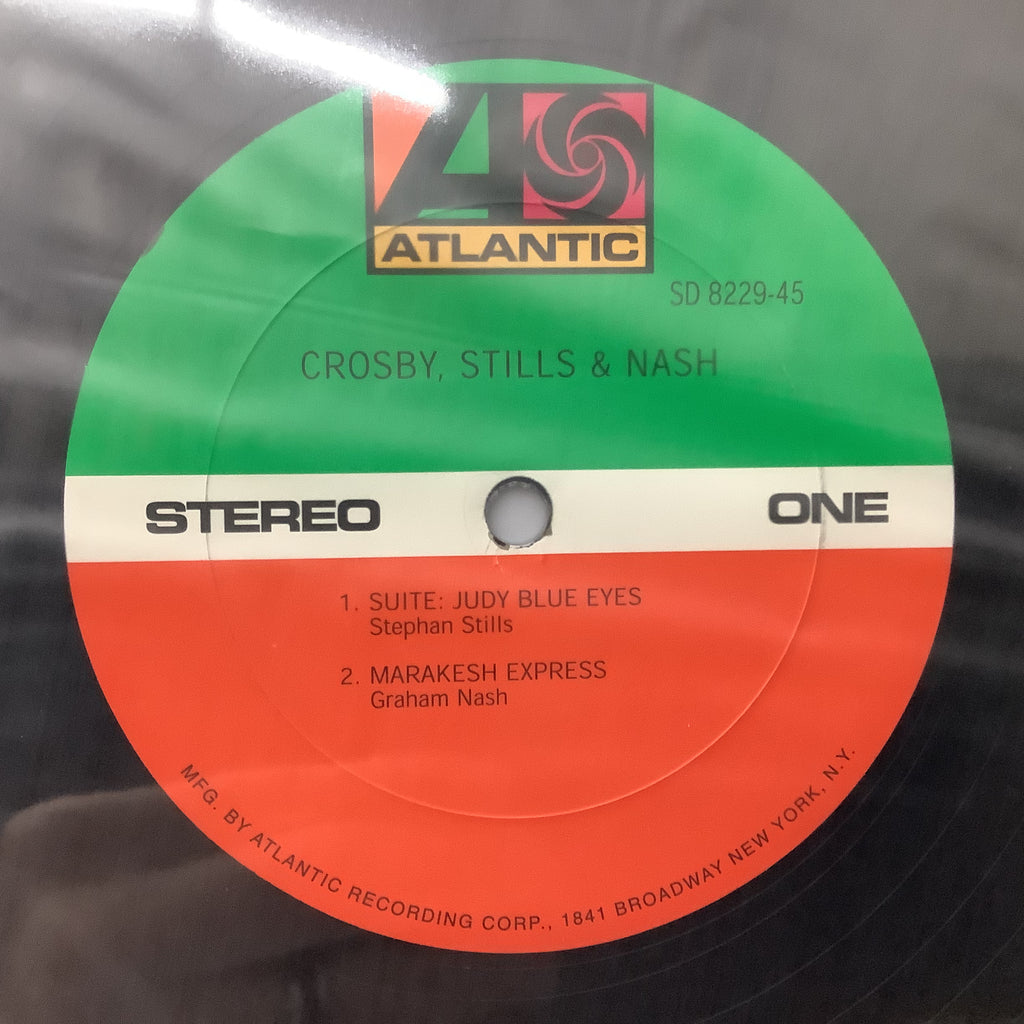 ATLANTIC
SD 8229-45
CROSBY, STILLS & NASH
STEREO
ONE
1. SUITE: JUDY BLUE EYES
Stephan Stills
2. MARAKESH EXPRESS
Graham Nash
MFG. BY ATLANTIC RECORDING CORP., 1841 BROADWAY NEW YORK, N.Y.